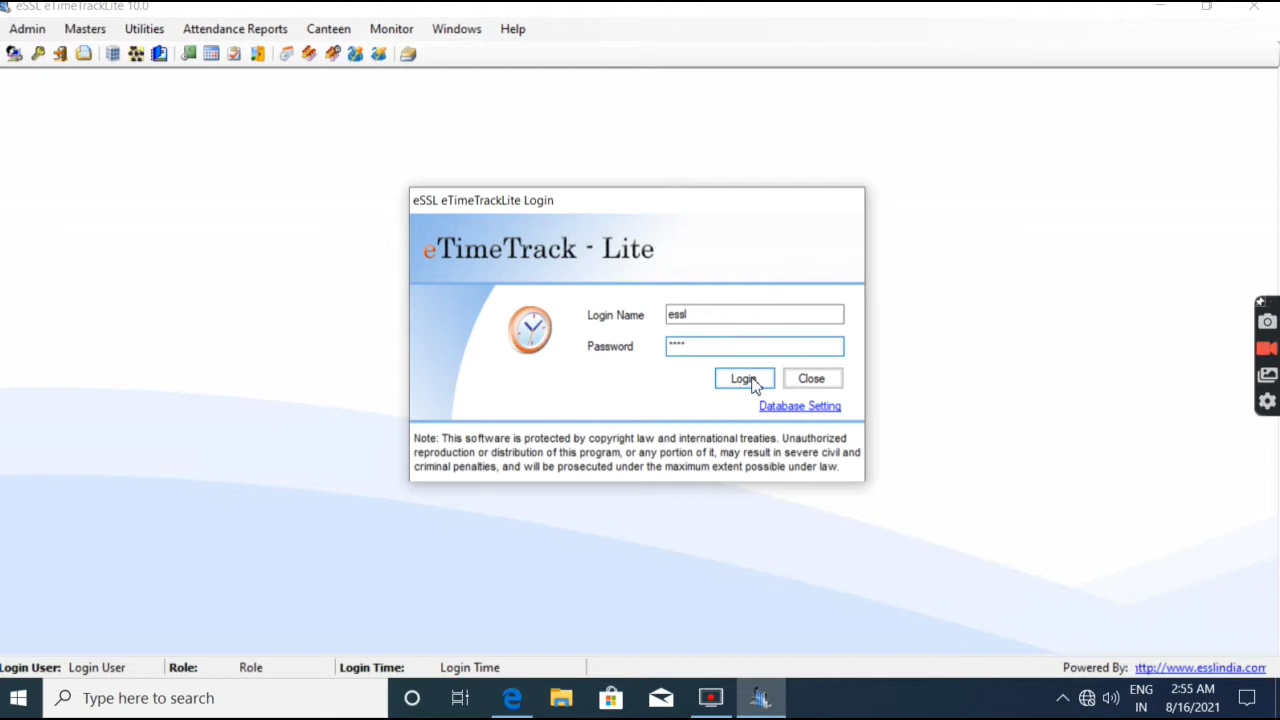 eSSL eTimeTrackLite 10.0
Admin Masters Utilities Attendance Reports Canteen Monitor Windows Help
eSSL eTimeTrackLite Login
eTimeTrack - Lite
Login Name essl
Password ****
Login Close
Database Setting
Note: This software is protected by copyright law and international treaties. Unauthorized
reproduction or distribution of this program, or any portion of it, may result in severe civil and
criminal penalties, and will be prosecuted under the maximum extent possible under law.
Login User: Login User Role: Role Login Time: Login Time Powered By: ttp://www.esslindia.com
Type here to search
ENG 2:55 AM
IN 8/16/2021